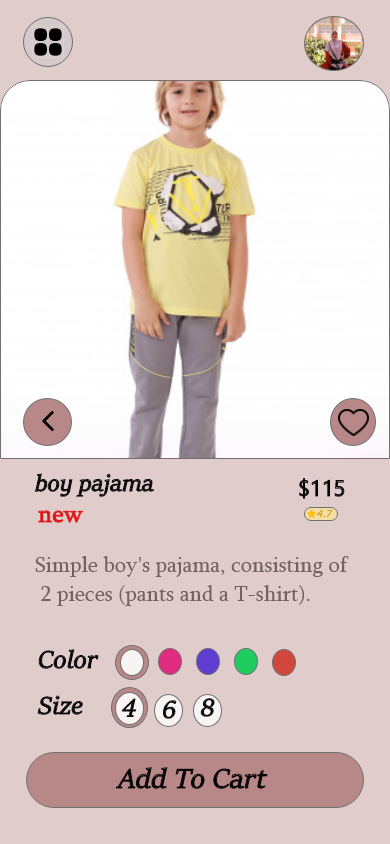 boy pajama
$115
new
4.7
Simple boy's pajama, consisting of
2 pieces (pants and a T-shirt).
Color
Size
4
6
8
Add To Cart